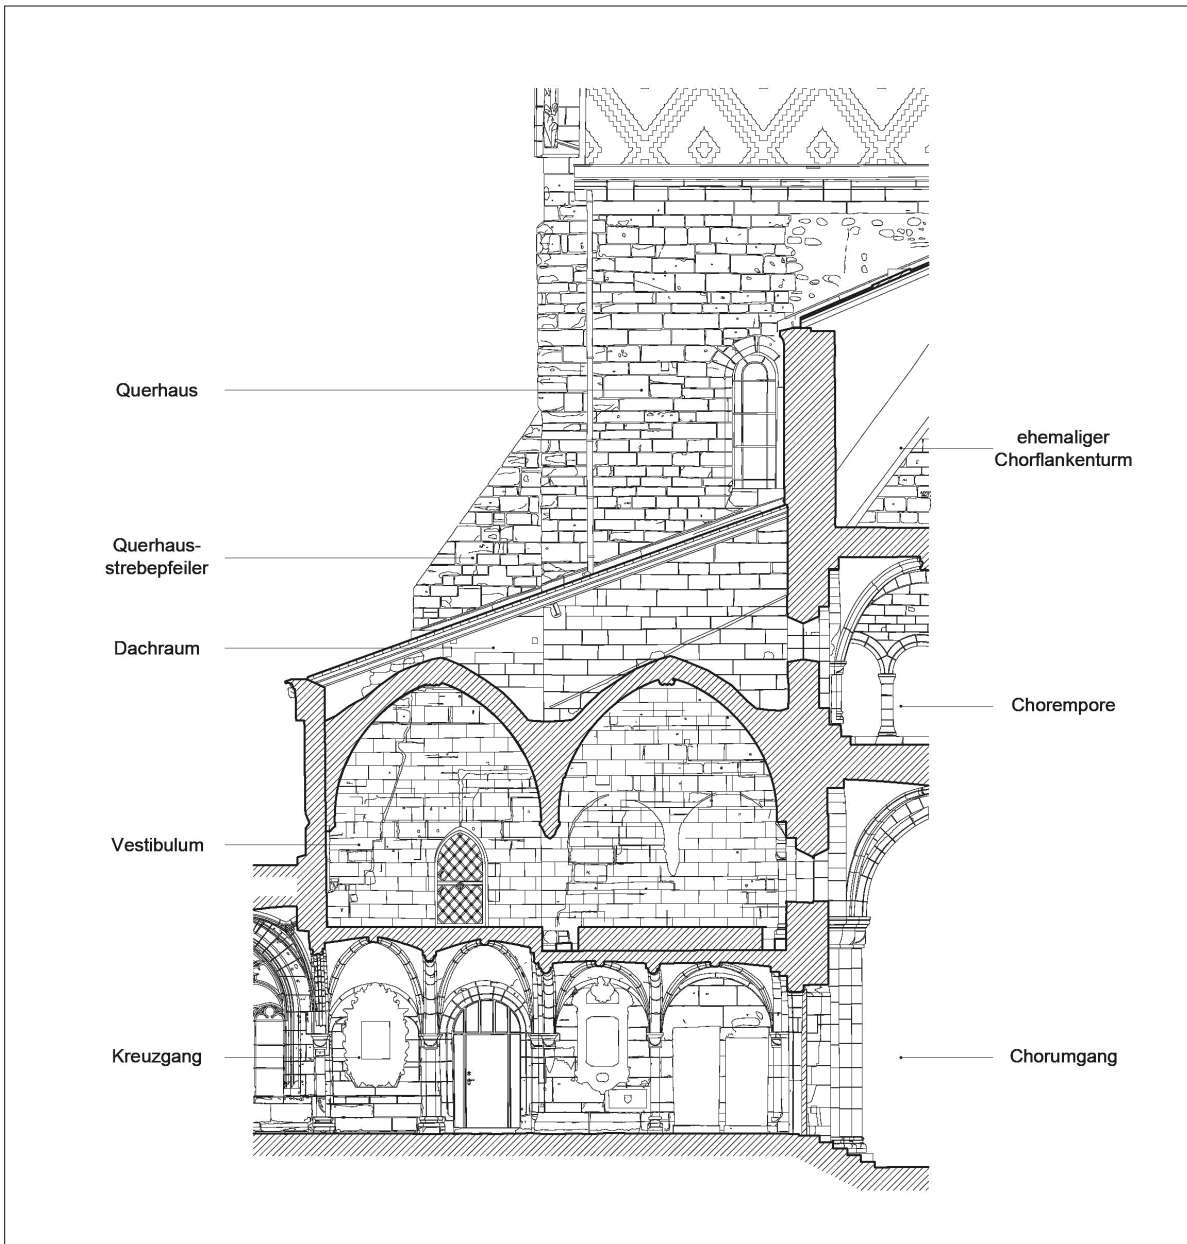 Querhaus
ehemaliger
Chorflankenturm
Querhaus-
strebepfeiler
Dachraum
Chorempore
Vestibulum
Kreuzgang
Chorumgang